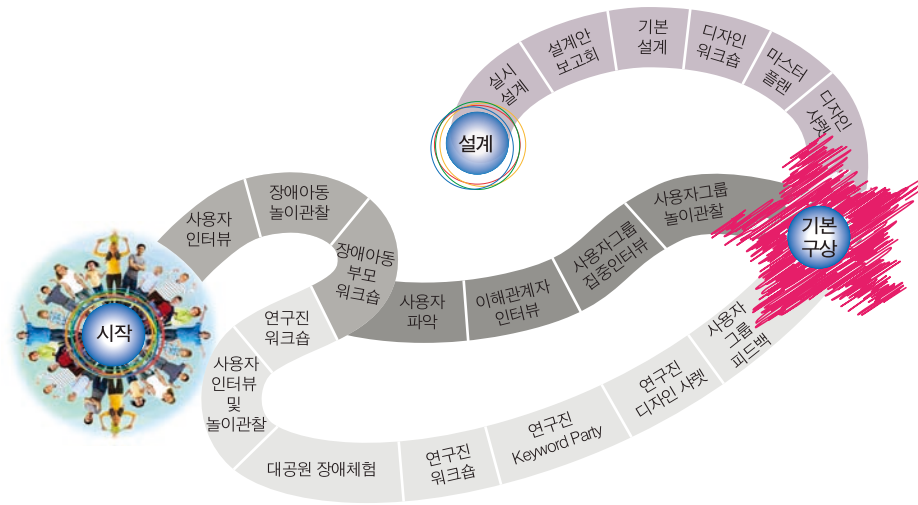 시작
사용자
인터뷰
장애아동
놀이관찰
장애아동
부모
워크숍
사용자
파악
이해관계자
인터뷰
사용자그룹
집중인터뷰
사용자그룹
놀이관찰
연구진
워크숍
사용자
인터뷰
및
놀이관찰
대공원 장애체험
연구진
워크숍
연구진
Keyword Party
연구진
디자인 샤렛
사용자
그룹
피드백
기본
구상
디자인
샤렛
마스터
플랜
디자인
워크숍
기본
설계
설계안
보고회
실시
설계
설계